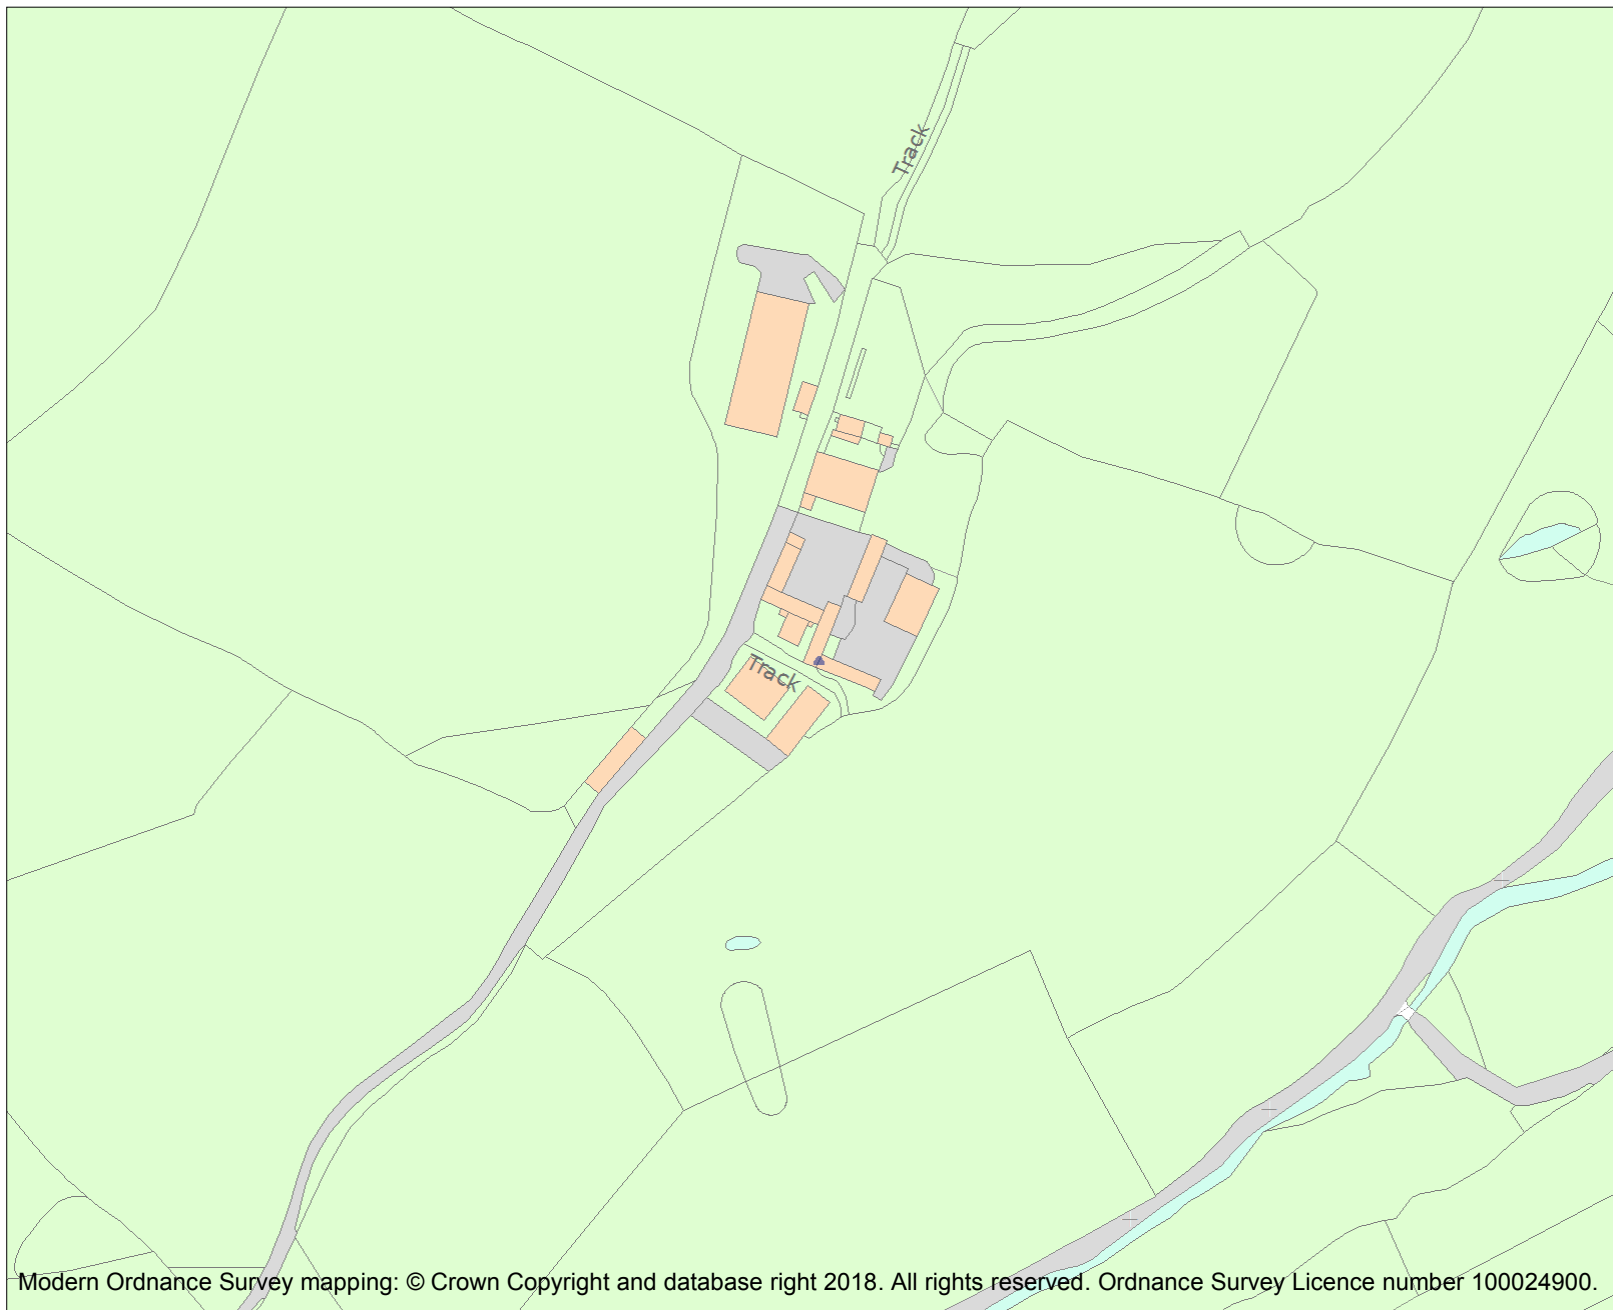 Track
Track
Modern Ordnance Survey mapping: © Crown Copyright and database right 2018. All rights reserved. Ordnance Survey Licence number 100024900.